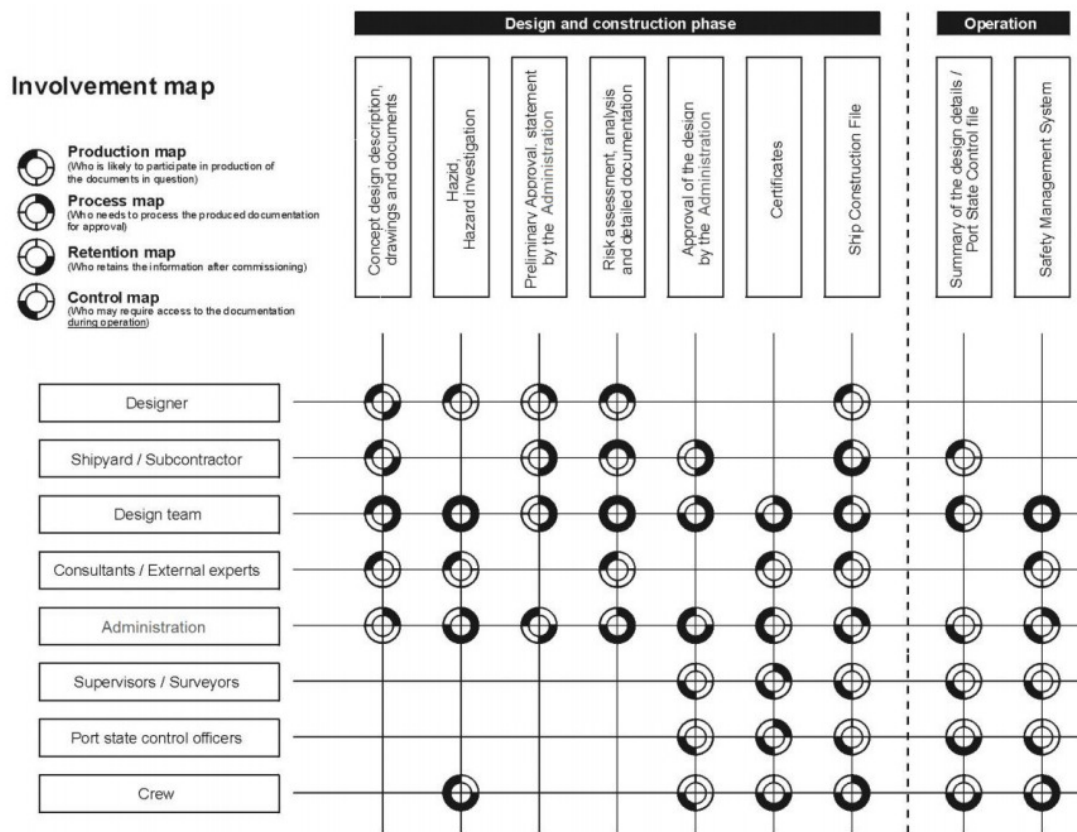 Design and construction phase
Operation
Involvement map
Production map
(Who is likely to participate in production of
the documents in question)
Process map
(Who needs to process the produced documentation
for approval)
Retention map
(Who retains the information after commissioning)
Control map
(Who may require access to the documentation
during operation)
Concept design description,
drawings and documents
Hazid,
Hazard investigation
Preliminary Approval, statement
by the Administration
Risk assessment, analysis
and detailed documentation
Approval of the design
by the Administration
Certificates
Ship Construction File
Summary of the design details /
Port State Control file
Safety Management System
Designer
Shipyard / Subcontractor
Design team
Consultants / External experts
Administration
Supervisors / Surveyors
Port state control officers
Crew